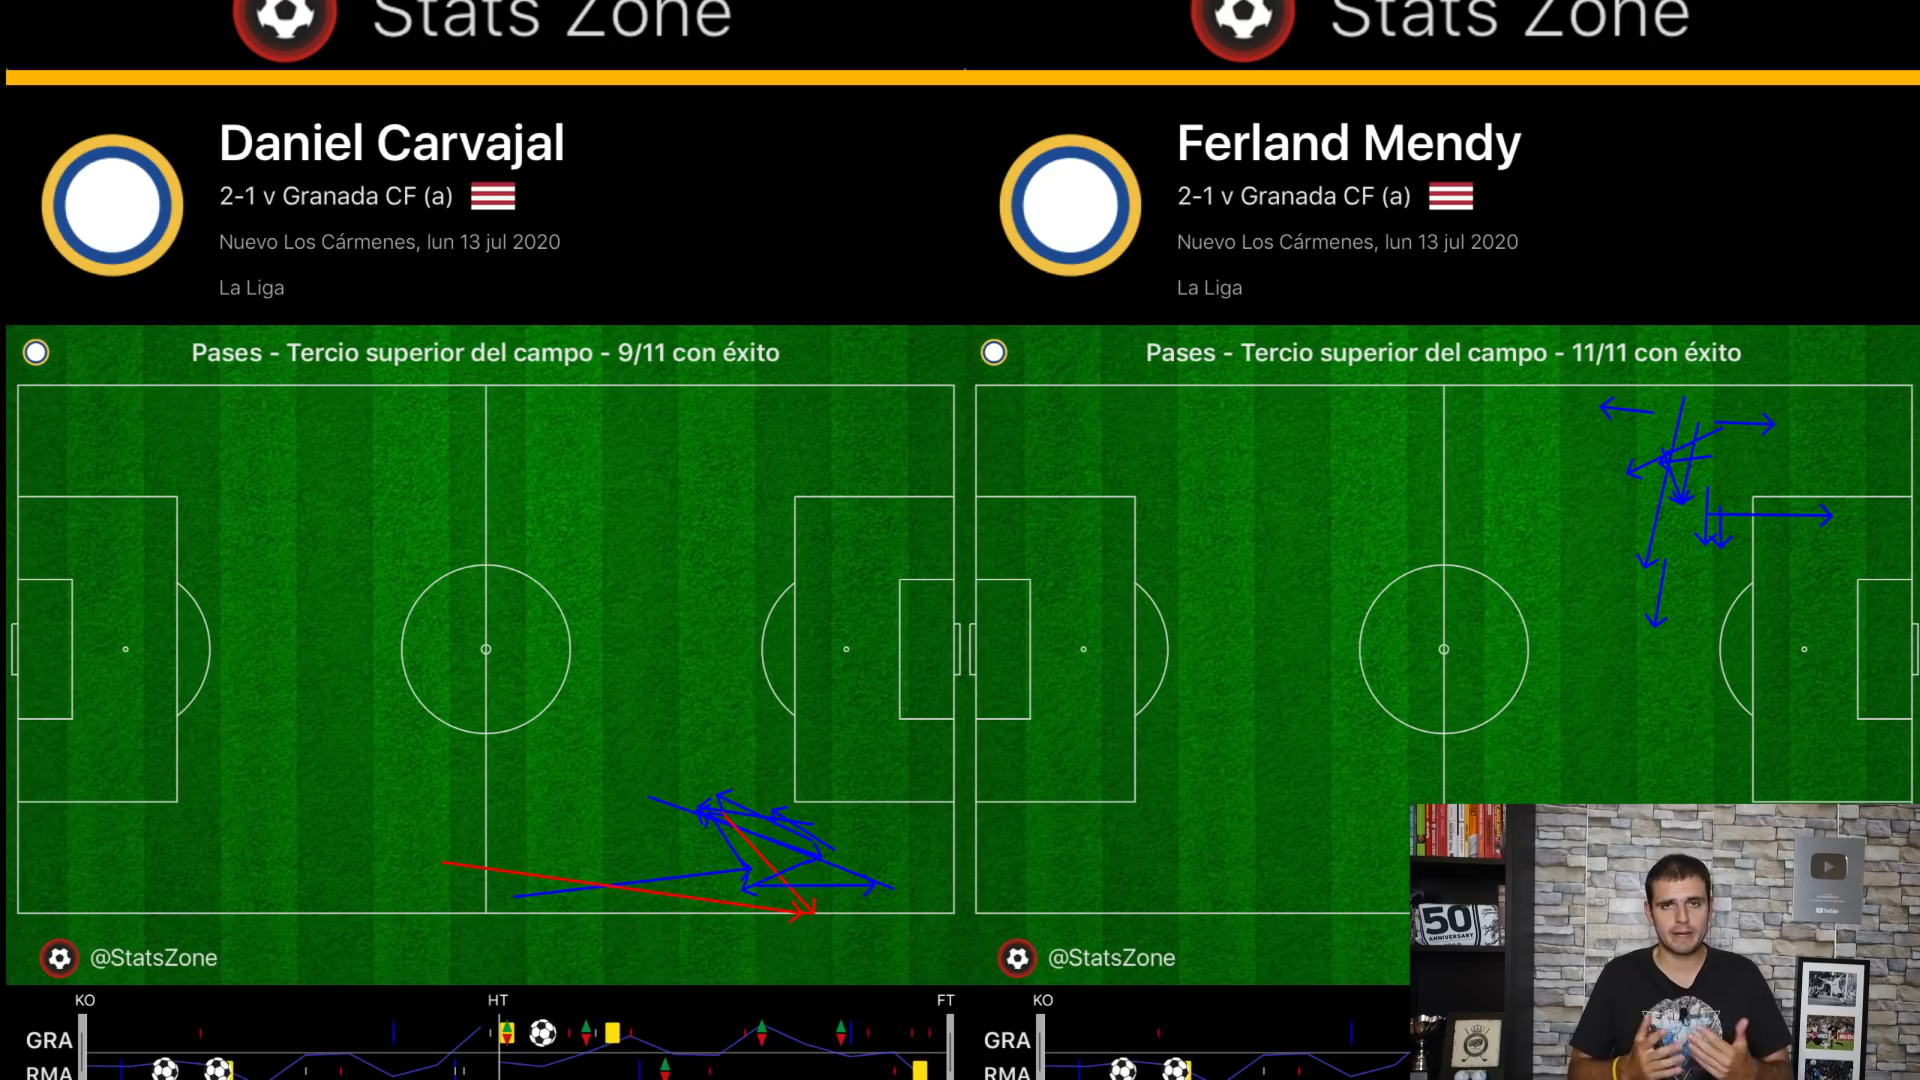 Stats Zone
Stats Zone
Daniel Carvajal
2-1 v Granada CF (a)
Nuevo Los Cármenes, lun 13 jul 2020
La Liga
Ferland Mendy
2-1 v Granada CF (a)
Nuevo Los Cármenes, lun 13 jul 2020
La Liga
Pases - Tercio superior del campo - 9/11 con éxito
Pases - Tercio superior del campo - 11/11 con éxito
@StatsZone
@StatsZone
KO
HT
FT
GRA
RMA
KO
GRA
RMA
50
ANNIVERSARY
YouTube